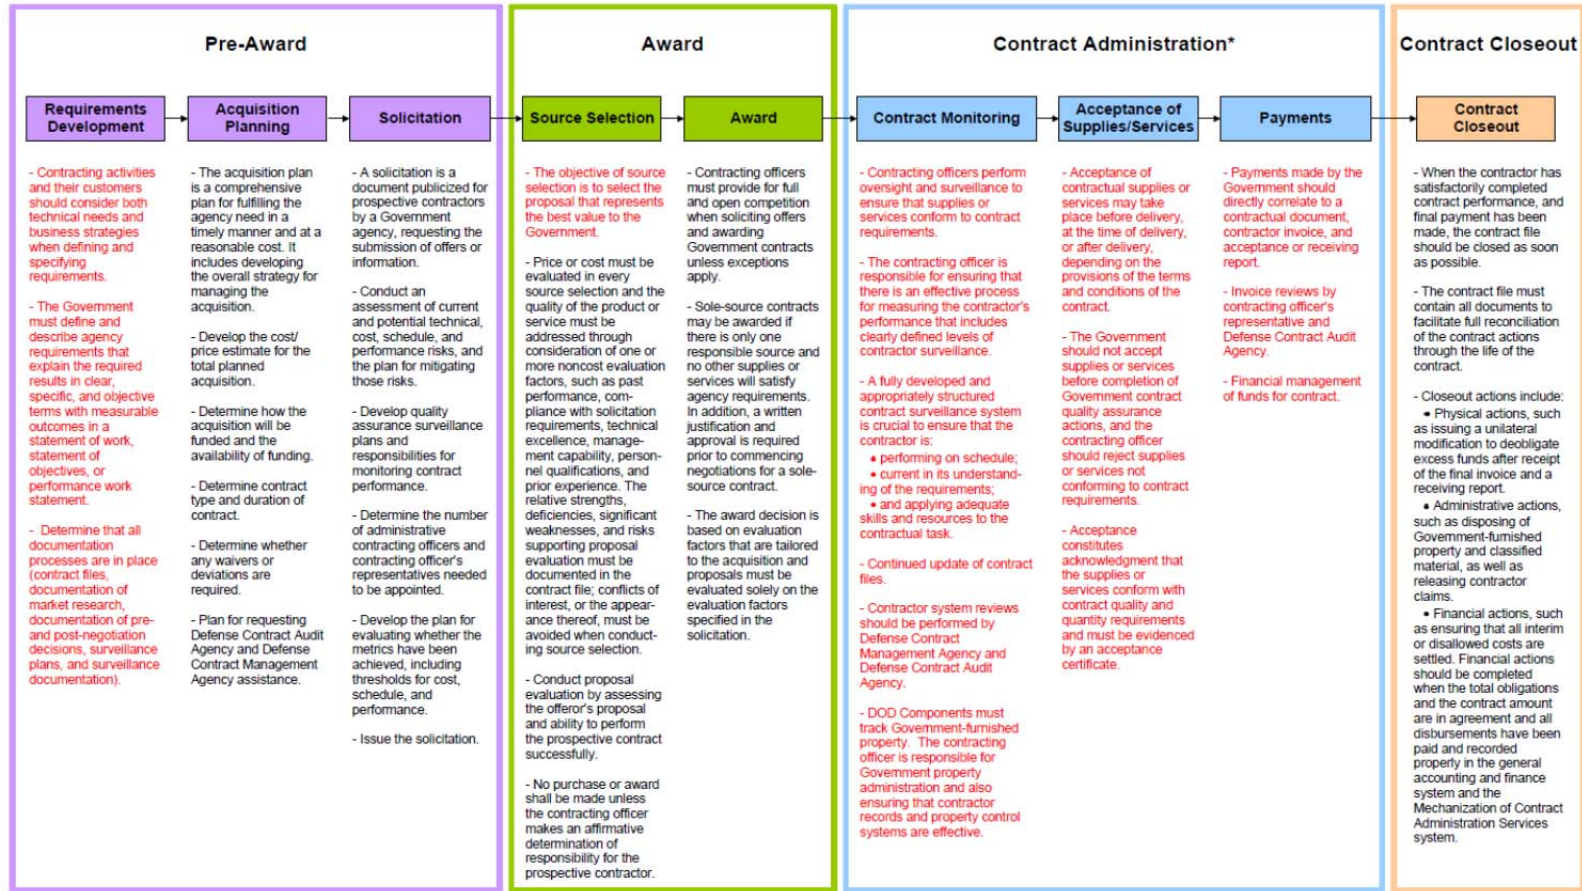 Pre-Award
Award
Contract Administration*
Contract Closeout
Requirements
Development
Acquisition
Planning
Solicitation
Source Selection
Award
Contract Monitoring
Acceptance of
Supplies/Services
Payments
Contract
Closeout
- Contracting activities
and their customers
should consider both
technical needs and
business strategies
when defining and
specifying
requirements.
- The Government
must define and
describe agency
requirements that
explain the required
results in clear,
specific, and objective
terms with measurable
outcomes in a
statement of work,
statement of
objectives, or
performance work
statement.
- Determine that all
documentation
processes are in place
(contract files,
documentation of
market research,
documentation of pre-
and post-negotiation
decisions, surveillance
plans, and surveillance
documentation).
- The acquisition plan
is a comprehensive
plan for fulfilling the
agency need in a
timely manner and at a
reasonable cost. It
includes developing
the overall strategy for
managing the
acquisition.
- Develop the cost/
price estimate for the
total planned
acquisition.
- Determine how the
acquisition will be
funded and the
availability of funding.
- Determine contract
type and duration of
contract.
- Determine whether
any waivers or
deviations are
required.
- Plan for requesting
Defense Contract Audit
Agency and Defense
Contract Management
Agency assistance.
- A solicitation is a
document publicized for
prospective contractors
by a Government
agency, requesting the
submission of offers or
information.
- Conduct an
assessment of current
and potential technical,
cost, schedule, and
performance risks, and
the plan for mitigating
those risks.
- Develop quality
assurance surveillance
plans and
responsibilities for
monitoring contract
performance.
- Determine the number
of administrative
contracting officers and
contracting officer's
representatives needed
to be appointed.
- Develop the plan for
evaluating whether the
metrics have been
achieved, including
thresholds for cost,
schedule, and
performance.
- Issue the solicitation.
- The objective of source
selection is to select the
proposal that represents
the best value to the
Government.
- Price or cost must be
evaluated in every
source selection and the
quality of the product or
service must be
addressed through
consideration of one or
more noncost evaluation
factors, such as past
performance, com-
pliance with solicitation
requirements, technical
excellence, manage-
ment capability, person-
nel qualifications, and
prior experience. The
relative strengths,
deficiencies, significant
weaknesses, and risks
supporting proposal
evaluation must be
documented in the
contract file; conflicts of
interest, or the appear-
ance thereof, must be
avoided when conduct-
ing source selection.
- Conduct proposal
evaluation by assessing
the offeror's proposal
and ability to perform
the prospective contract
successfully.
- No purchase or award
shall be made unless
the contracting officer
makes an affirmative
determination of
responsibility for the
prospective contractor.
- Contracting officers
must provide for full
and open competition
when soliciting offers
and awarding
Government contracts
unless exceptions
apply.
- Sole-source contracts
may be awarded if
there is only one
responsible source and
no other supplies or
services will satisfy
agency requirements.
In addition, a written
justification and
approval is required
prior to commencing
negotiations for a sole-
source contract.
- The award decision is
based on evaluation
factors that are tailored
to the acquisition and
proposals must be
evaluated solely on the
evaluation factors
specified in the
solicitation.
- Contracting officers perform
oversight and surveillance to
ensure that supplies or
services conform to contract
requirements.
- The contracting officer is
responsible for ensuring that
there is an effective process
for measuring the contractor's
performance that includes
clearly defined levels of
contractor surveillance.
- A fully developed and
appropriately structured
contract surveillance system
is crucial to ensure that the
contractor is:
• performing on schedule;
• current in its understand-
ing of the requirements;
• and applying adequate
skills and resources to the
contractual task.
- Continued update of contract
files.
- Contractor system reviews
should be performed by
Defense Contract
Management Agency and
Defense Contract Audit
Agency.
- DOD Components must
track Government-furnished
property. The contracting
officer is responsible for
Government property
administration and also
ensuring that contractor
records and property control
systems are effective.
- Acceptance of
contractual supplies or
services may take
place before delivery,
at the time of delivery,
or after delivery,
depending on the
provisions of the terms
and conditions of the
contract.
- The Government
should not accept
supplies or services
before completion of
Government contract
quality assurance
actions, and the
contracting officer
should reject supplies
or services not
conforming to contract
requirements.
- Acceptance
constitutes
acknowledgment that
the supplies or
services conform with
contract quality and
quantity requirements
and must be evidenced
by an acceptance
certificate.
- Payments made by the
Government should
directly correlate to a
contractual document,
contractor invoice, and
acceptance or receiving
report.
- Invoice reviews by
contracting officer's
representative and
Defense Contract Audit
Agency.
- Financial management
of funds for contract.
- When the contractor has
satisfactorily completed
contract performance, and
final payment has been
made, the contract file
should be closed as soon
as possible.
- The contract file must
contain all documents to
facilitate full reconciliation
of the contract actions
through the life of the
contract.
- Closeout actions include:
• Physical actions, such
as issuing a unilateral
modification to deobligate
excess funds after receipt
of the final invoice and a
receiving report.
• Administrative actions,
such as disposing of
Government-furnished
property and classified
material, as well as
releasing contractor
claims.
• Financial actions, such
as ensuring that all interim
or disallowed costs are
settled. Financial actions
should be completed
when the total obligations
and the contract amount
are in agreement and all
disbursements have been
paid and recorded
properly in the general
accounting and finance
system and the
Mechanization of Contract
Administration Services
system.